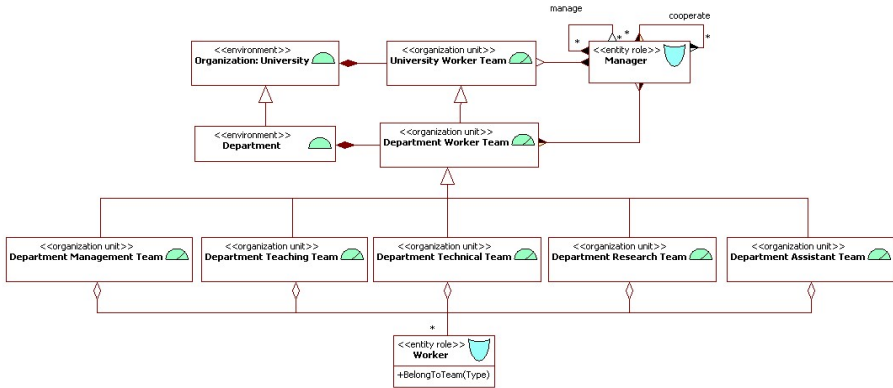 manage
cooperate
*
*
*
*
<<environment>>
Organization: University
<<organization unit>>
University Worker Team
<<entity role>>
Manager
<<environment>>
Department
<<organization unit>>
Department Worker Team
<<organization unit>>
Department Management Team
<<organization unit>>
Department Teaching Team
<<organization unit>>
Department Technical Team
<<organization unit>>
Department Research Team
<<organization unit>>
Department Assistant Team
*
<<entity role>>
Worker
+BelongToTeam(Type)